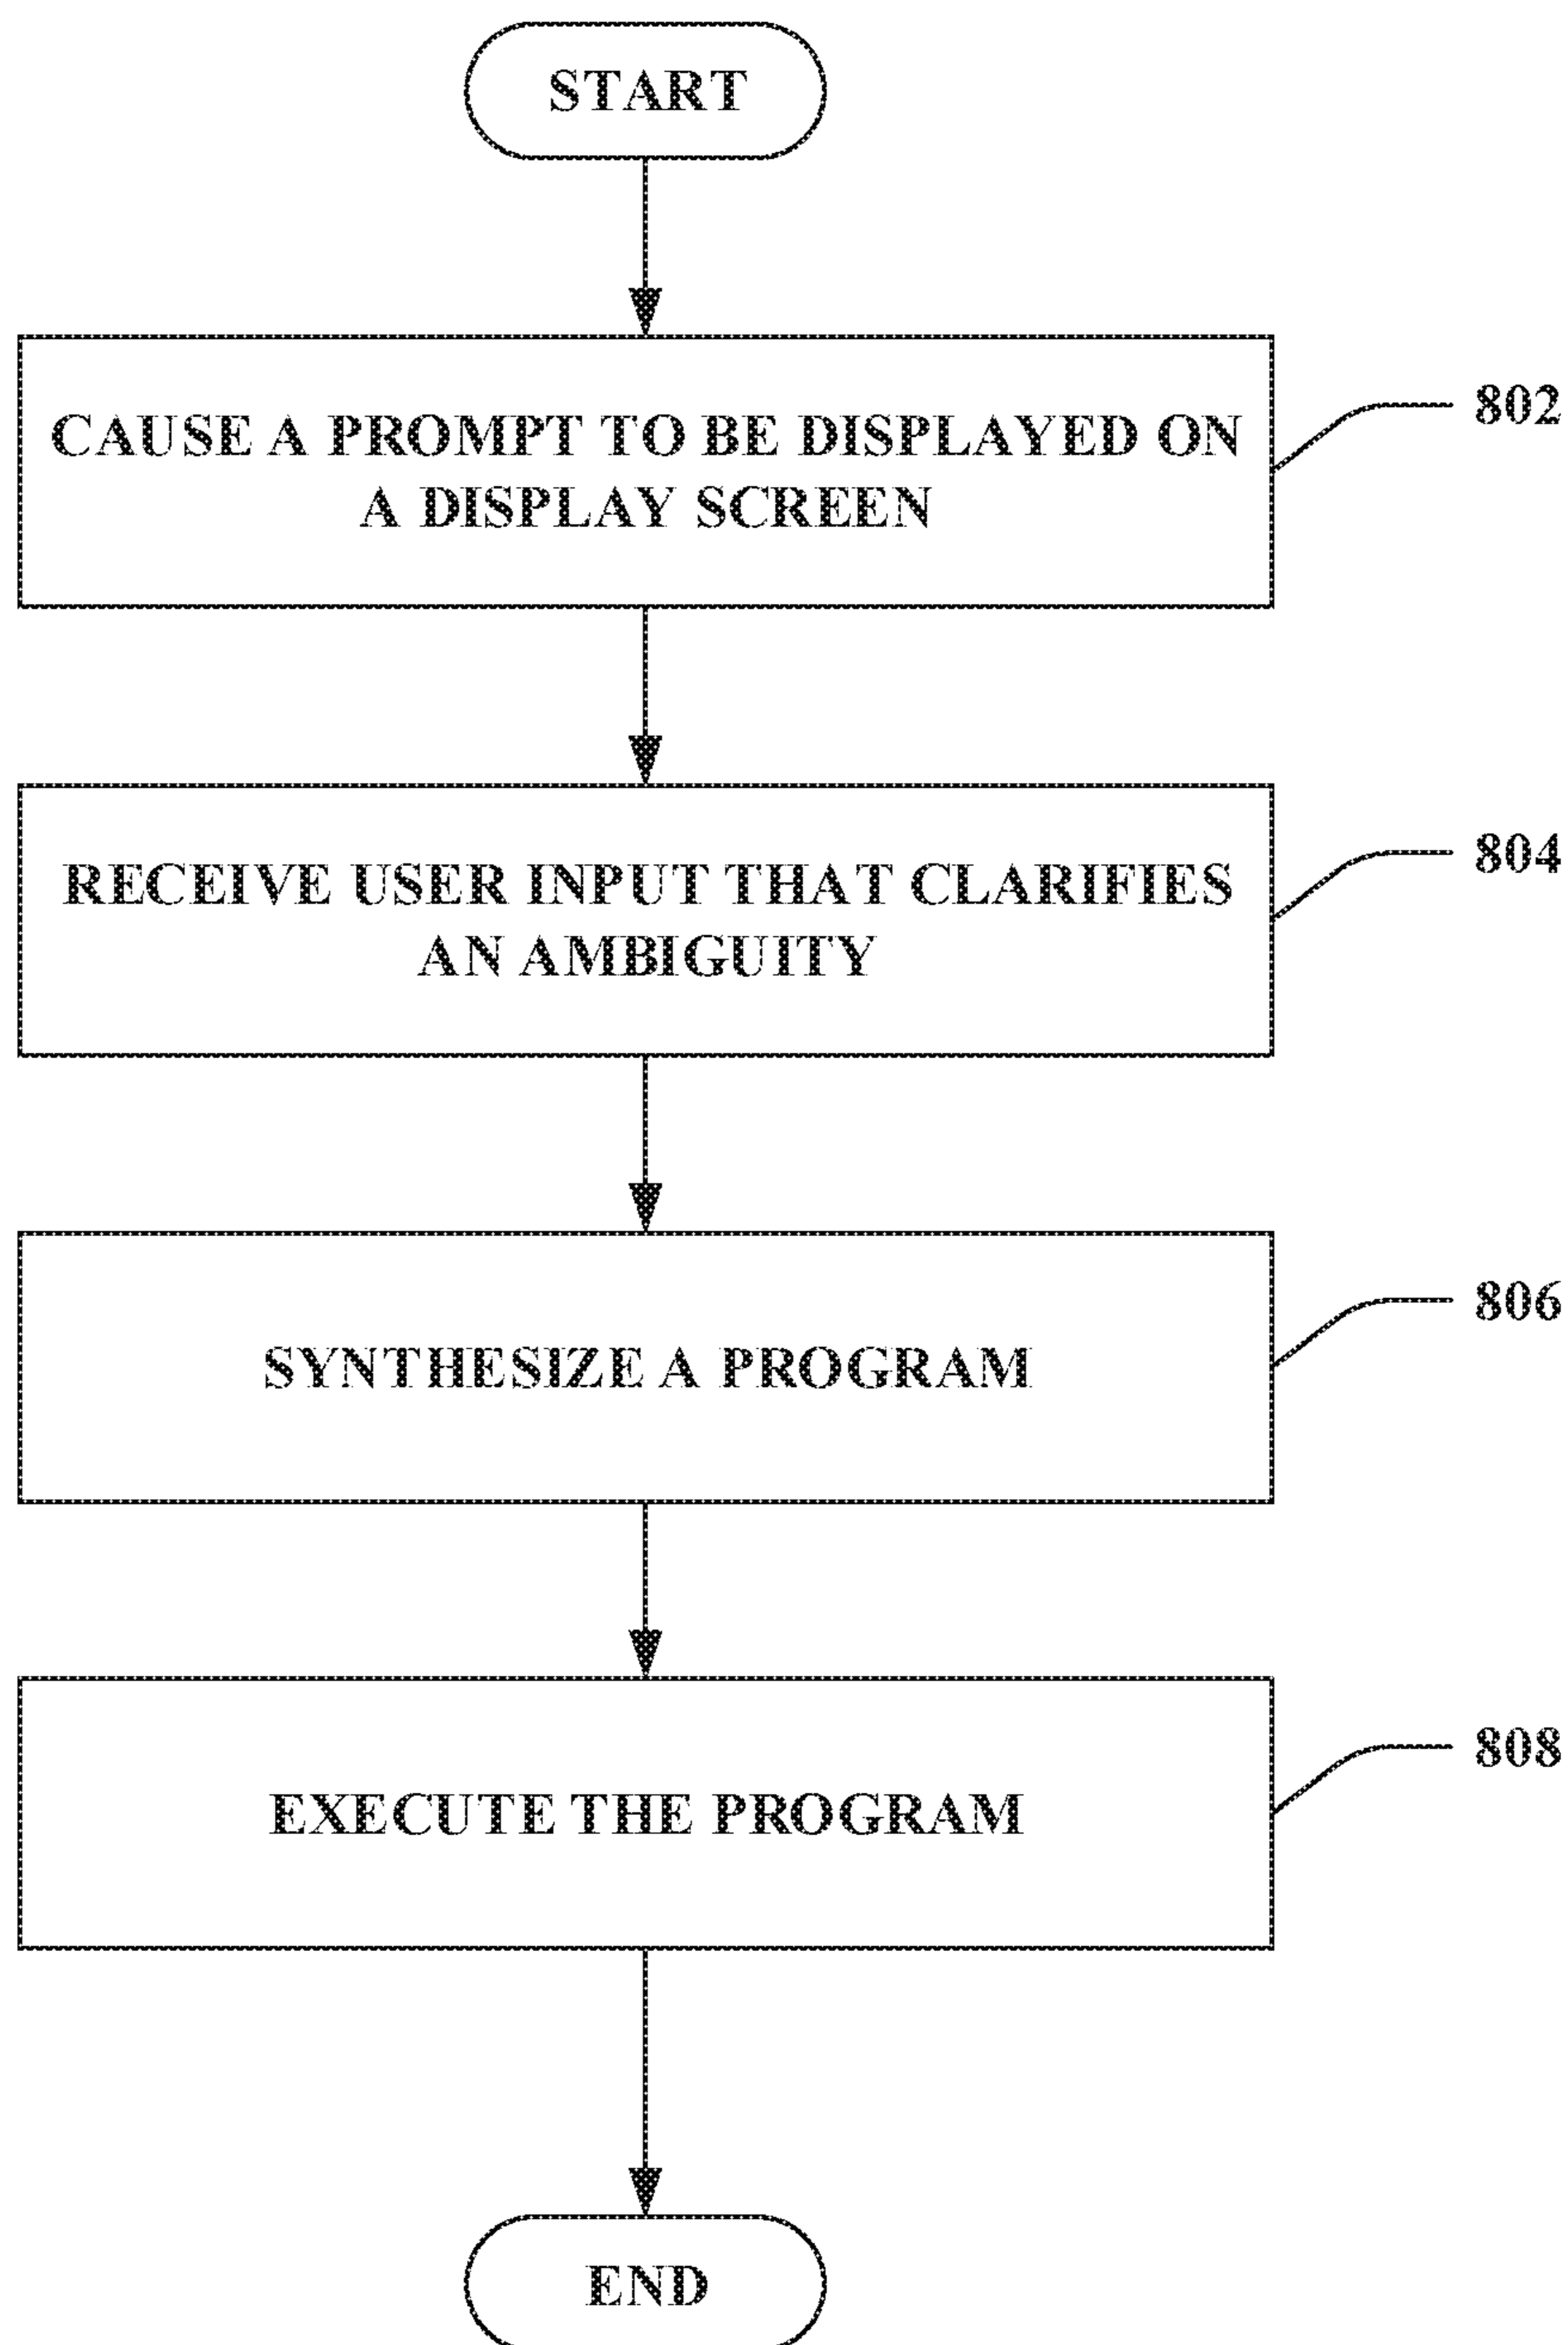 START
CAUSE A PROMPT TO BE DISPLAYED ON
A DISPLAY SCREEN
802
RECEIVE USER INPUT THAT CLARIFIES
AN AMBIGUITY
804
SYNTHESIZE A PROGRAM
806
EXECUTE THE PROGRAM
808
END